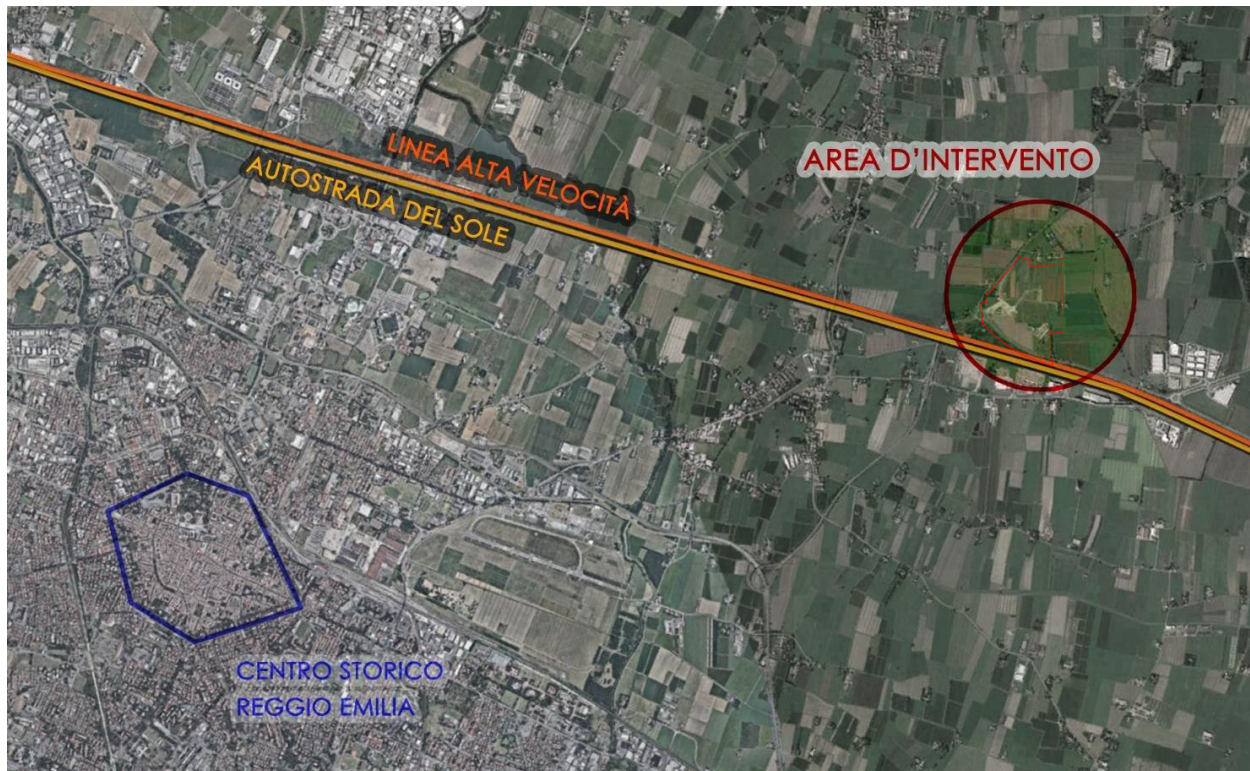 LINEA ALTA VELOCITÀ
AUTOSTRADA DEL SOLE
AREA D'INTERVENTO
CENTRO STORICO
REGGIO EMILIA